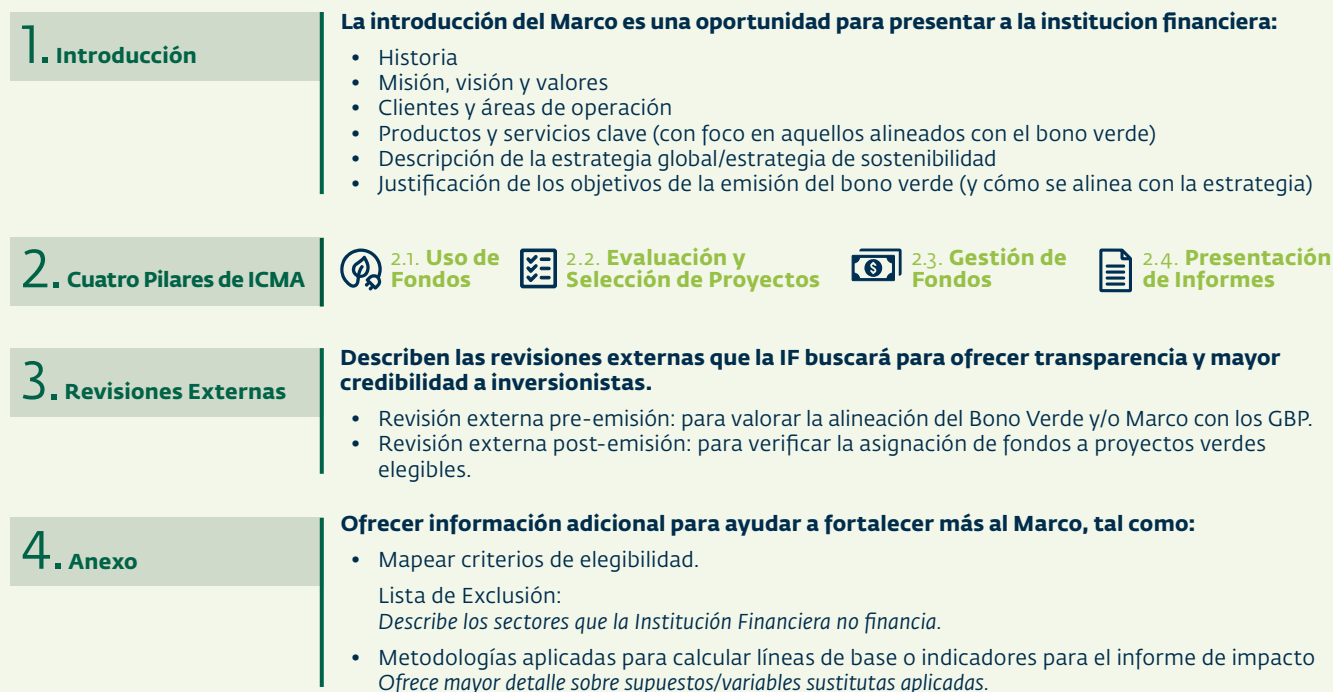 1. Introducción
La introducción del Marco es una oportunidad para presentar a la institucion financiera:
• Historia
• Misión, visión y valores
• Clientes y áreas de operación
• Productos y servicios clave (con foco en aquellos alineados con el bono verde)
• Descripción de la estrategia global/estrategia de sostenibilidad
• Justificación de los objetivos de la emisión del bono verde (y cómo se alinea con la estrategia)
2. Cuatro Pilares de ICMA
2.1. Uso de
Fondos
2.2. Evaluación y
Selección de Proyectos
2.3. Gestión de
Fondos
2.4. Presentación
de Informes
3. Revisiones Externas
Describen las revisiones externas que la IF buscará para ofrecer transparencia y mayor
credibilidad a inversionistas.
• Revisión externa pre-emisión: para valorar la alineación del Bono Verde y/o Marco con los GBP.
• Revisión externa post-emisión: para verificar la asignación de fondos a proyectos verdes
elegibles.
4. Anexo
Ofrecer información adicional para ayudar a fortalecer más al Marco, tal como:
• Mapear criterios de elegibilidad.
Lista de Exclusión:
Describe los sectores que la Institución Financiera no financia.
• Metodologías aplicadas para calcular líneas de base o indicadores para el informe de impacto
Ofrece mayor detalle sobre supuestos/variables sustitutas aplicadas.